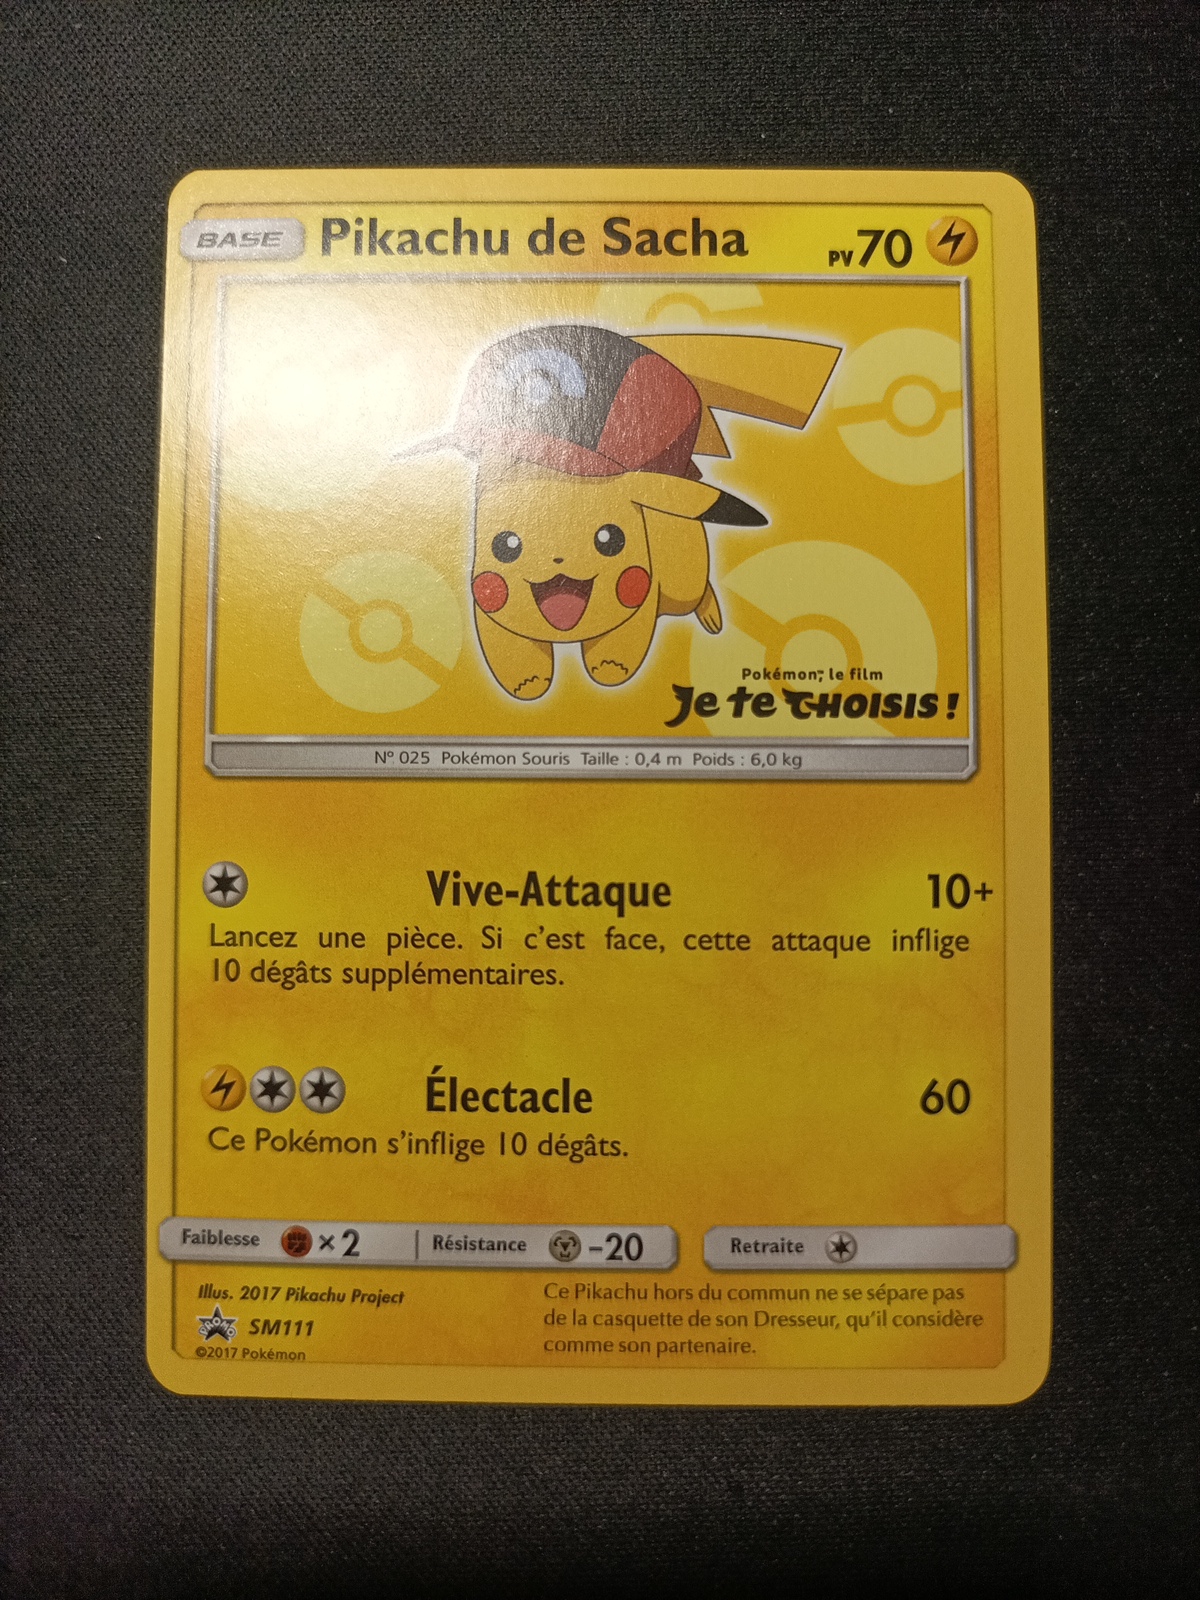 BASE Pikachu de Sacha PV70
Pokémon, le film
Je te CHOISIS !
N° 025 Pokémon Souris Taille : 0,4 m Poids : 6,0 kg
Vive-Attaque 10+
Lancez une pièce. Si c'est face, cette attaque inflige
10 dégâts supplémentaires.
Électacle 60
Ce Pokémon s'inflige 10 dégâts.
Faiblesse ×2 Résistance -20 Retraite
Illus. 2017 Pikachu Project
PROMO SM111
©2017 Pokémon
Ce Pikachu hors du commun ne se sépare pas
de la casquette de son Dresseur, qu'il considère
comme son partenaire.